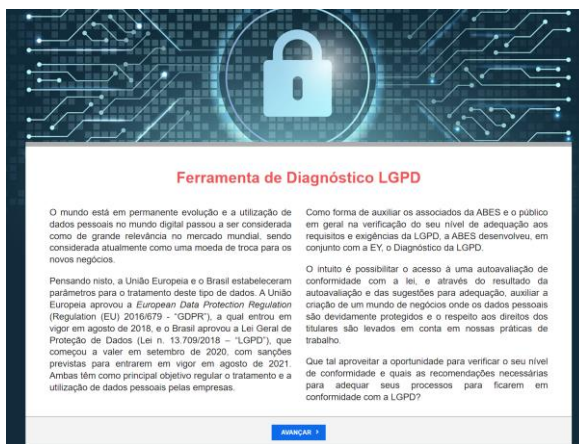 Ferramenta de Diagnóstico LGPD
O mundo está em permanente evolução e a utilização de
dados pessoais no mundo digital passou a ser considerada
como de grande relevância no mercado mundial, sendo
considerada atualmente como uma moeda de troca para os
novos negócios.
Pensando nisto, a União Europeia e o Brasil estabeleceram
parâmetros para o tratamento deste tipo de dados. A União
Europeia aprovou a European Data Protection Regulation
(Regulation (EU) 2016/679 - "GDPR"), a qual entrou em
vigor em agosto de 2018, e o Brasil aprovou a Lei Geral de
Proteção de Dados (Lei n. 13.709/2018 – "LGPD"), que
começou a valer em setembro de 2020, com sanções
previstas para entrarem em vigor em agosto de 2021.
Ambas têm como principal objetivo regular o tratamento e a
utilização de dados pessoais pelas empresas.
Como forma de auxiliar os associados da ABES e o público
em geral na verificação do seu nível de adequação aos
requisitos e exigências da LGPD, a ABES desenvolveu, em
conjunto com a EY, o Diagnóstico da LGPD.
O intuito é possibilitar o acesso à uma autoavaliação de
conformidade com a lei, e através do resultado da
autoavaliação e das sugestões para adequação, auxiliar a
criação de um mundo de negócios onde os dados pessoais
são devidamente protegidos e o respeito aos direitos dos
titulares são levados em conta em nossas práticas de
trabalho.
Que tal aproveitar a oportunidade para verificar o seu nível
de conformidade e quais as recomendações necessárias
para adequar seus processos para ficarem em
conformidade com a LGPD?
AVANÇAR ›